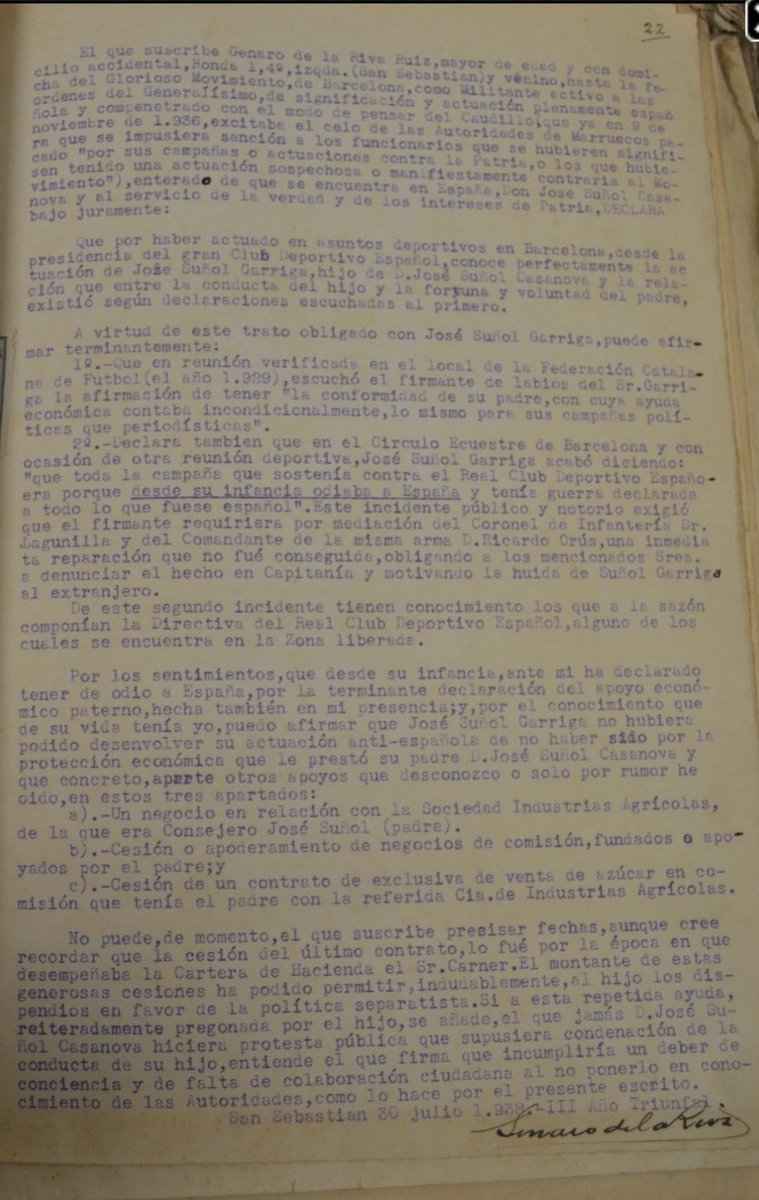 22
El que suscribe Genaro de la Riva Ruiz,mayor de edad y con domi-
cilio accidental,Ronda 1,4º,izqda.(San Sebastian)y vecino,hasta la fe-
cha del Glorioso Movimiento,de Barcelona,como Militante activo a las
ordenes del Generalísimo,de significación y actuación plenamente espab
ñola y compenetrado con el modo de pensar del Caudillo(que ya en 9 de
noviembre de 1.936,excitaba el celo de las Autoridades de Marruecos pa-
ra que se impusiera sanción a los funcionarios que se hubieren signifi-
cado "por sus campañas o actuaciones contra la Patria,o los que hubie-
sen tenido una actuación sospechosa o manifiestamente contraria al Mo-
vimiento"),enterado de que se encuentra en España,Don Jose Suñol Casa-
nova y al servicio de la verdad y de los intereses de Patria,DECLARA
bajo juramente:
Que por haber actuado en asuntos deportivos en Barcelona,desde la
presidencia del gran Club Deportivo Español,conoce perfectamente la ac
tuación de Jose Suñol Garriga,hijo de D.José Suñol Casanova y la rela-
ción que entre la conducta del hijo y la fortuna y voluntad del padre,
existió según declaraciones escuchadas al primero.
A virtud de este trato obligado con José Suñol Garriga,puede afir-
mar terminantemente:
1º.-Que en reunión verificada en el local de la Federación Catala-
na de Futbol(el año 1.929),escuchó el firmante de labios del Sr.Garri-
ga la afirmación de tener "la conformidad de su padre,con cuya ayuda
económica contaba incondicionalmente,lo mismo para sus campañas polí-
ticas que periodísticas".
2º.-Declara tambien que en el Circulo Ecuestre de Barcelona y con
ocasión de otra reunión deportiva,José Suñol Garriga acabó diciendo:
"que toda la campaña que sostenía contra el Real Club Deportivo Españo-
era porque desde su infancia odiaba a España y tenía guerra declarada
a todo lo que fuese español".Este incidente público y notorio exigió
que el firmante requiriera por mediación del Coronel de Infantería Sr.
Lagunilla y del Comandante de la misma arma D.Ricardo Orús,una inmedia
ta reparación que no fué conseguida,obligando a los mencionados Sres.
a denunciar el hecho en Capitanía y motivando la huida de Suñol Garriga
al extranjero.
De este segundo incidente tienen conocimiento los que a la sazón
componían la Directiva del Real Club Deportivo Español,alguno de los
cuales se encuentra en la Zona liberada.
Por los sentimientos,que desde su infancia,ante mi ha declarado
tener de odio a España,por la terminante declaración del apoyo econó-
mico paterno,hecha también en mi presencia;y,por el conocimiento que
de su vida tenía yo,puedo afirmar que José Suñol Garriga no hubiera
podido desenvolver su actuación anti-española de no haber sido por la
protección económica que le prestó su padre D.José Suñol Casanova y
que concreto,aparte otros apoyos que desconozco o solo por rumor he
oido,en estos tres apartados:
a).-Un negocio en relación con la Sociedad Industrias Agrícolas,
de la que era Consejero José Suñol (padre).
b).-Cesión o apoderamiento de negocios de comisión,fundados o apo-
yados por el padre;y
c).-Cesión de un contrato de exclusiva de venta de azúcar en co-
misión que tenía el padre con la referida Cia.de Industrias Agrícolas.
No puede,de momento,el que suscribe presisar fechas,aunque cree
recordar que la cesión del último contrato,lo fué por la época en que
desempeñaba la Cartera de Hacienda el Sr.Carner.El montante de estas
generosas cesiones ha podido permitir,indudablemente,al hijo los dis-
pendios en favor de la política separatista.Si a esta repetida ayuda,
reiteradamente pregonada por el hijo,se añade,el que jamás D.José Su-
ñol Casanova hiciera protesta pública que supusiera condenación de la
conducta de su hijo,entiende el que firma que incumpliría un deber de
conciencia y de falta de colaboración ciudadana al no ponerlo en cono-
cimiento de las Autoridades,como lo hace por el presente escrito.
San Sebastian 30 julio 1.938.-III Año Triunfal.
Genaro de la Riva